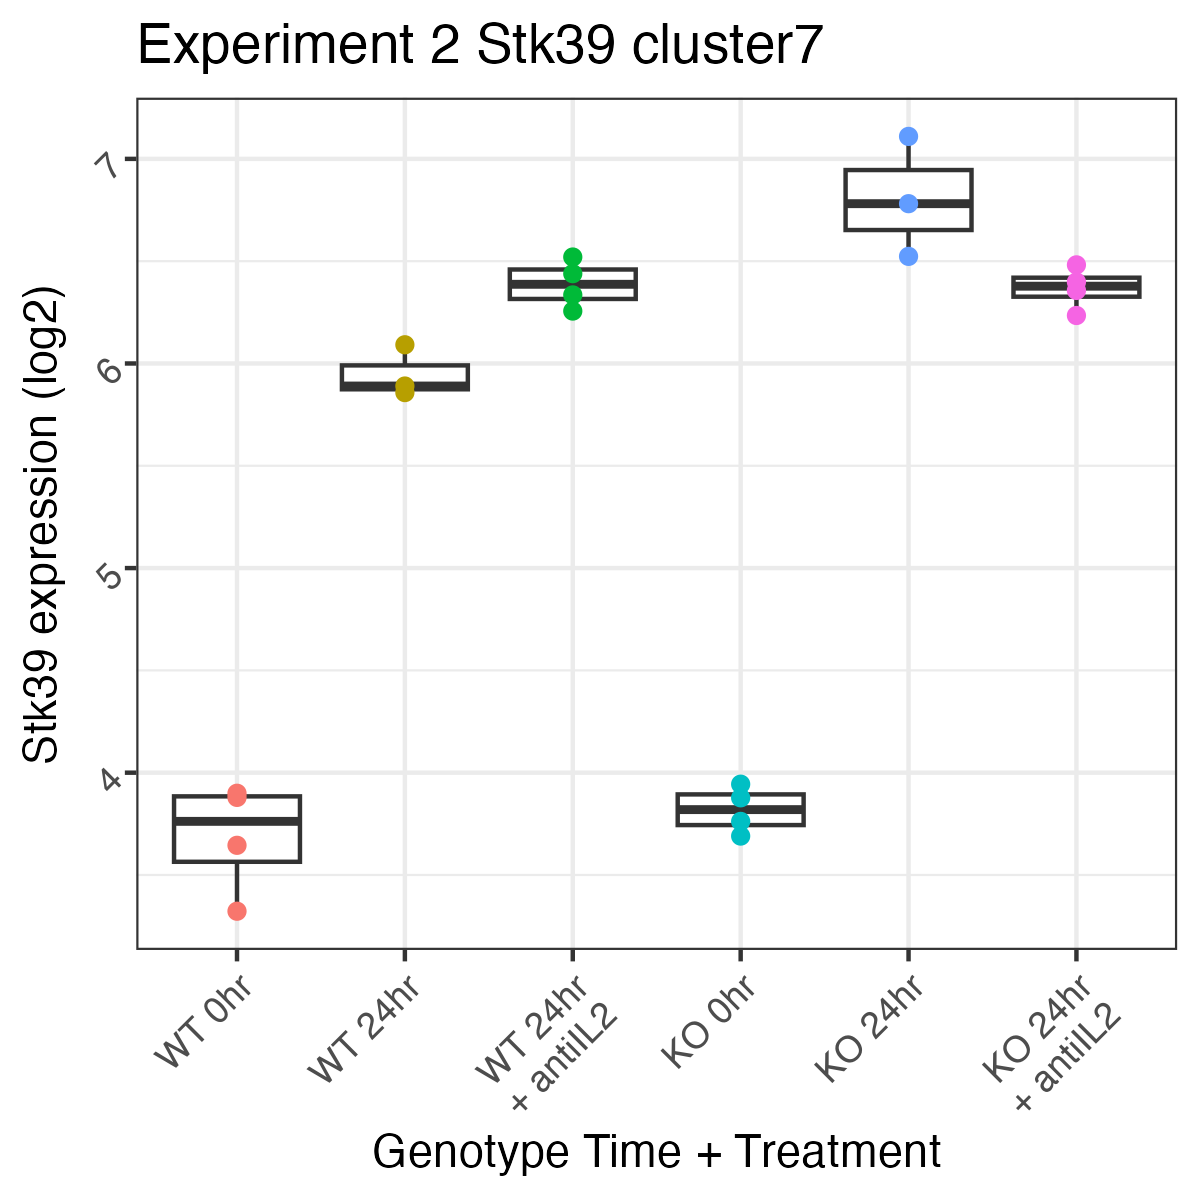 Experiment 2 Stk39 cluster7
Stk39 expression (log2)
7
6
5
4
WT 0hr
WT 24hr
WT 24hr
+ antiIL2
KO 0hr
KO 24hr
KO 24hr
+ antiIL2
Genotype Time + Treatment